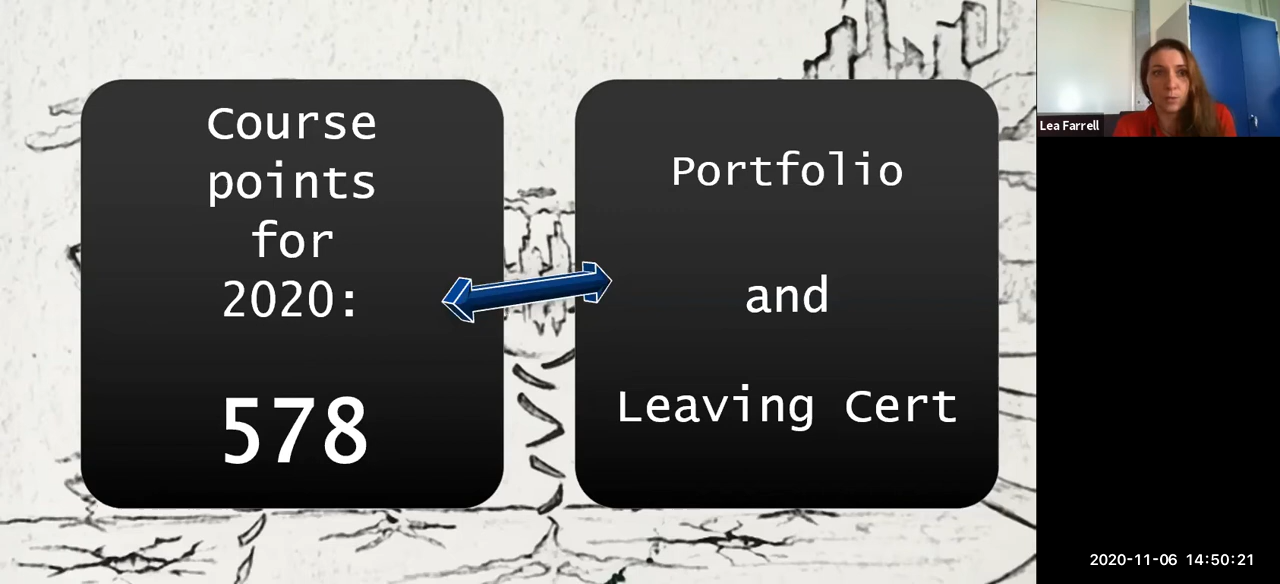 Course
points
for
2020:
578
Portfolio
and
Leaving Cert
Lea Farrell
2020-11-06 14:50:21